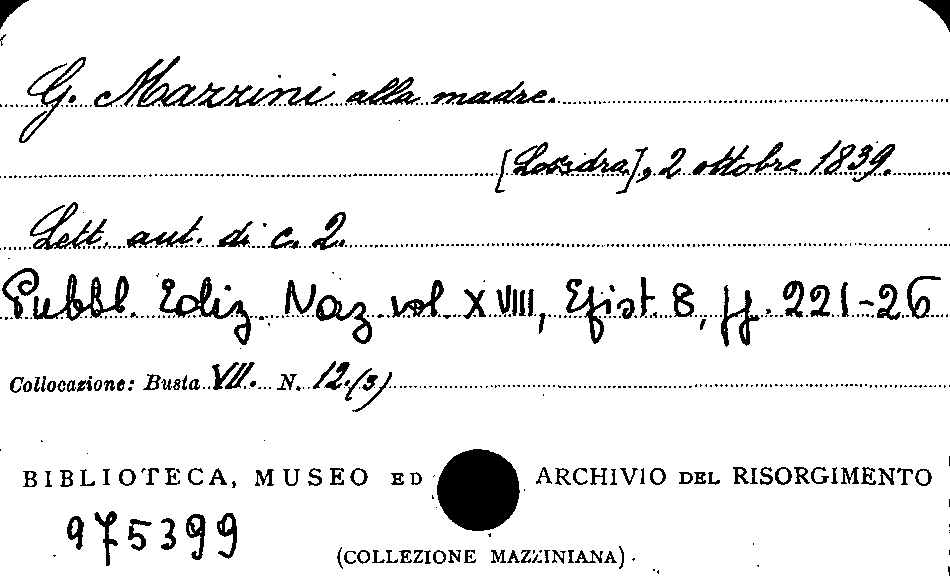 G. Mazzini alla madre.
[Londra], 2 ottobre 1839.
Lett. aut. di c. 2.
Pubbl. Ediz. Naz. vol. XVIII, Epist. 8, pp. 221-26
Collocazione: Busta VII. N. 12.(3)
BIBLIOTECA, MUSEO ED ARCHIVIO DEL RISORGIMENTO
975399
(COLLEZIONE MAZZINIANA)